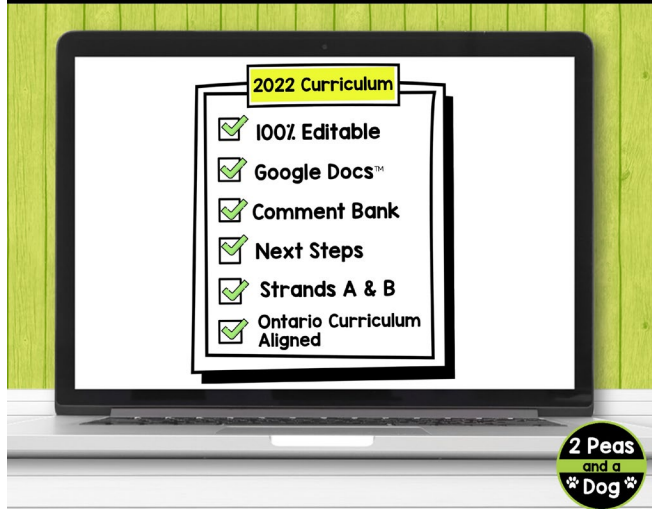 2022 Curriculum
100% Editable
Google Docs™
Comment Bank
Next Steps
Strands A & B
Ontario Curriculum
Aligned
2 Peas
and a
Dog